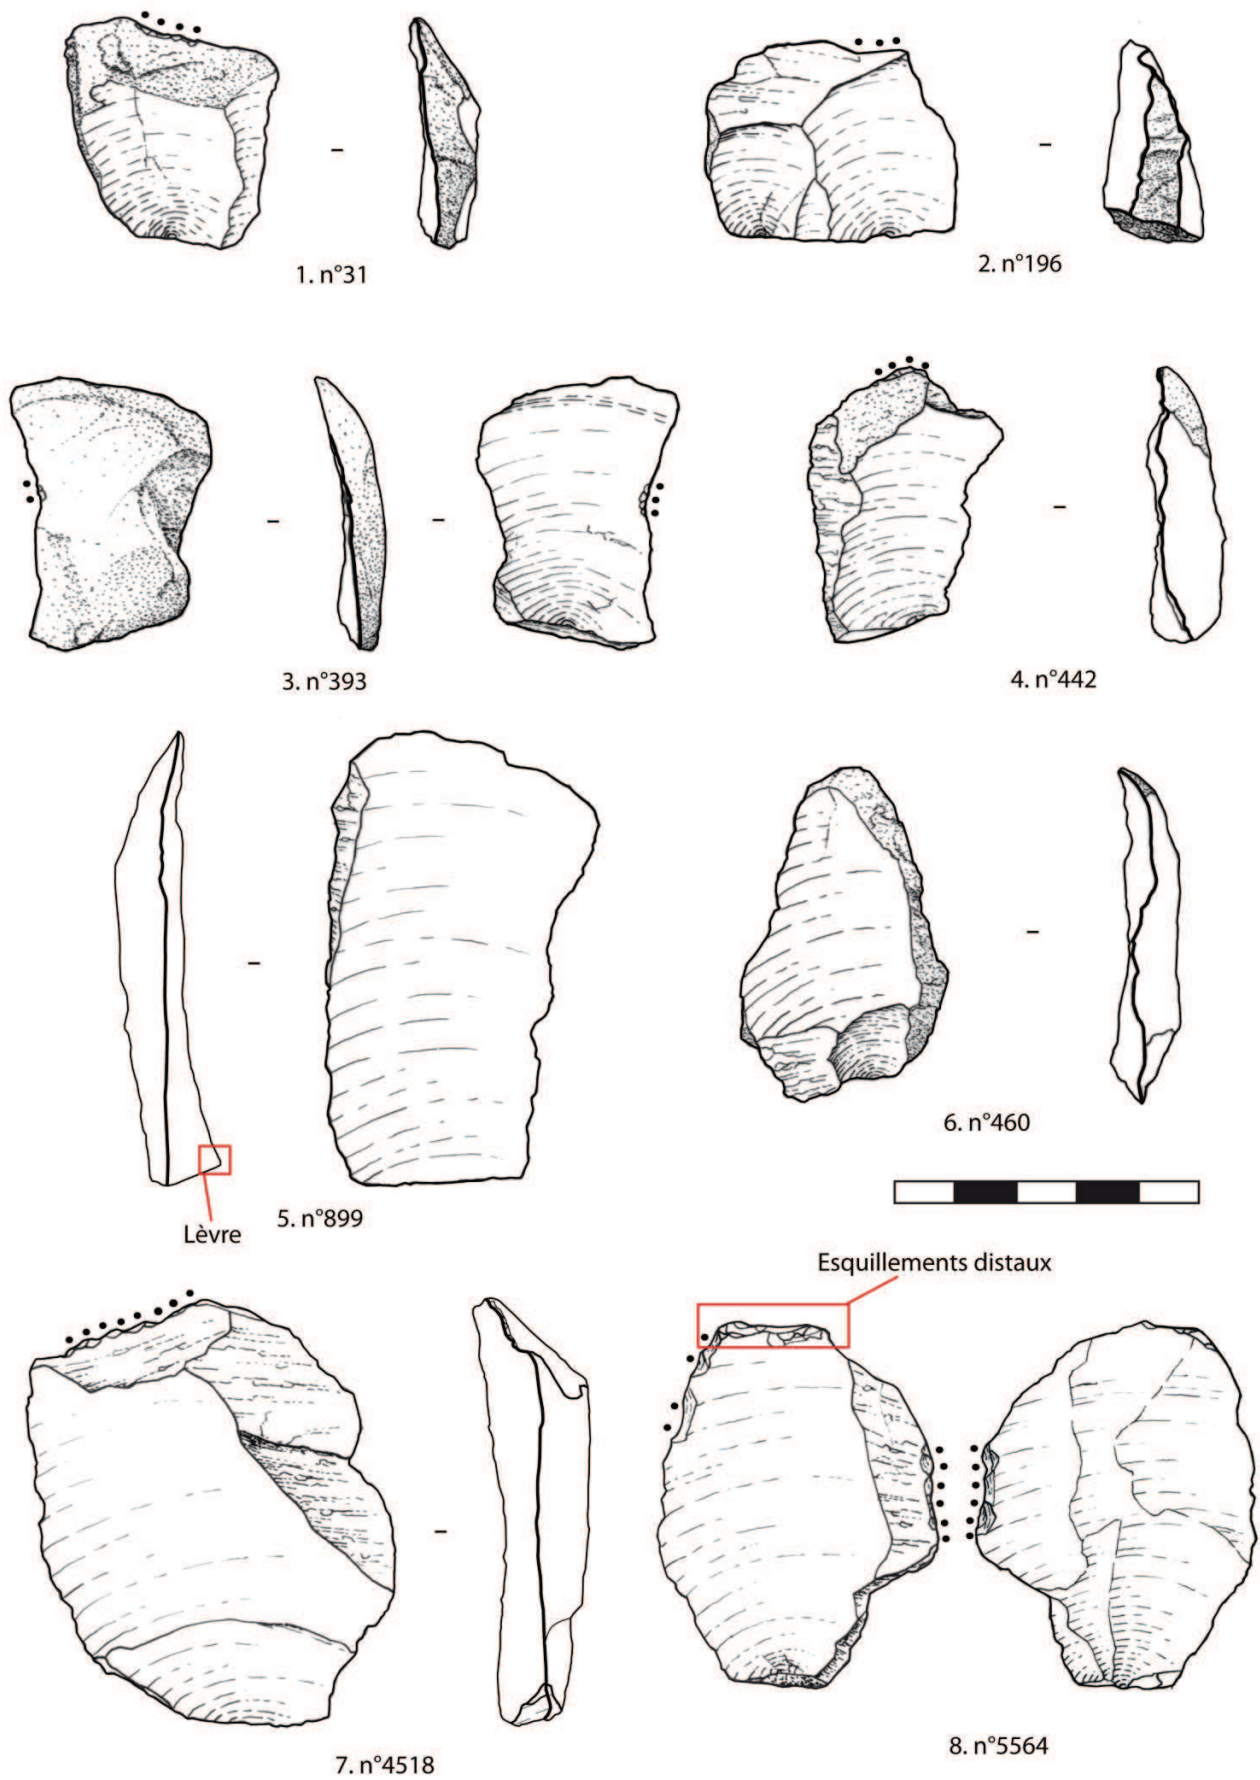 1. n°31
2. n°196
3. n°393
4. n°442
6. n°460
Lèvre
5. n°899
Esquillements distaux
7. n°4518
8. n°5564